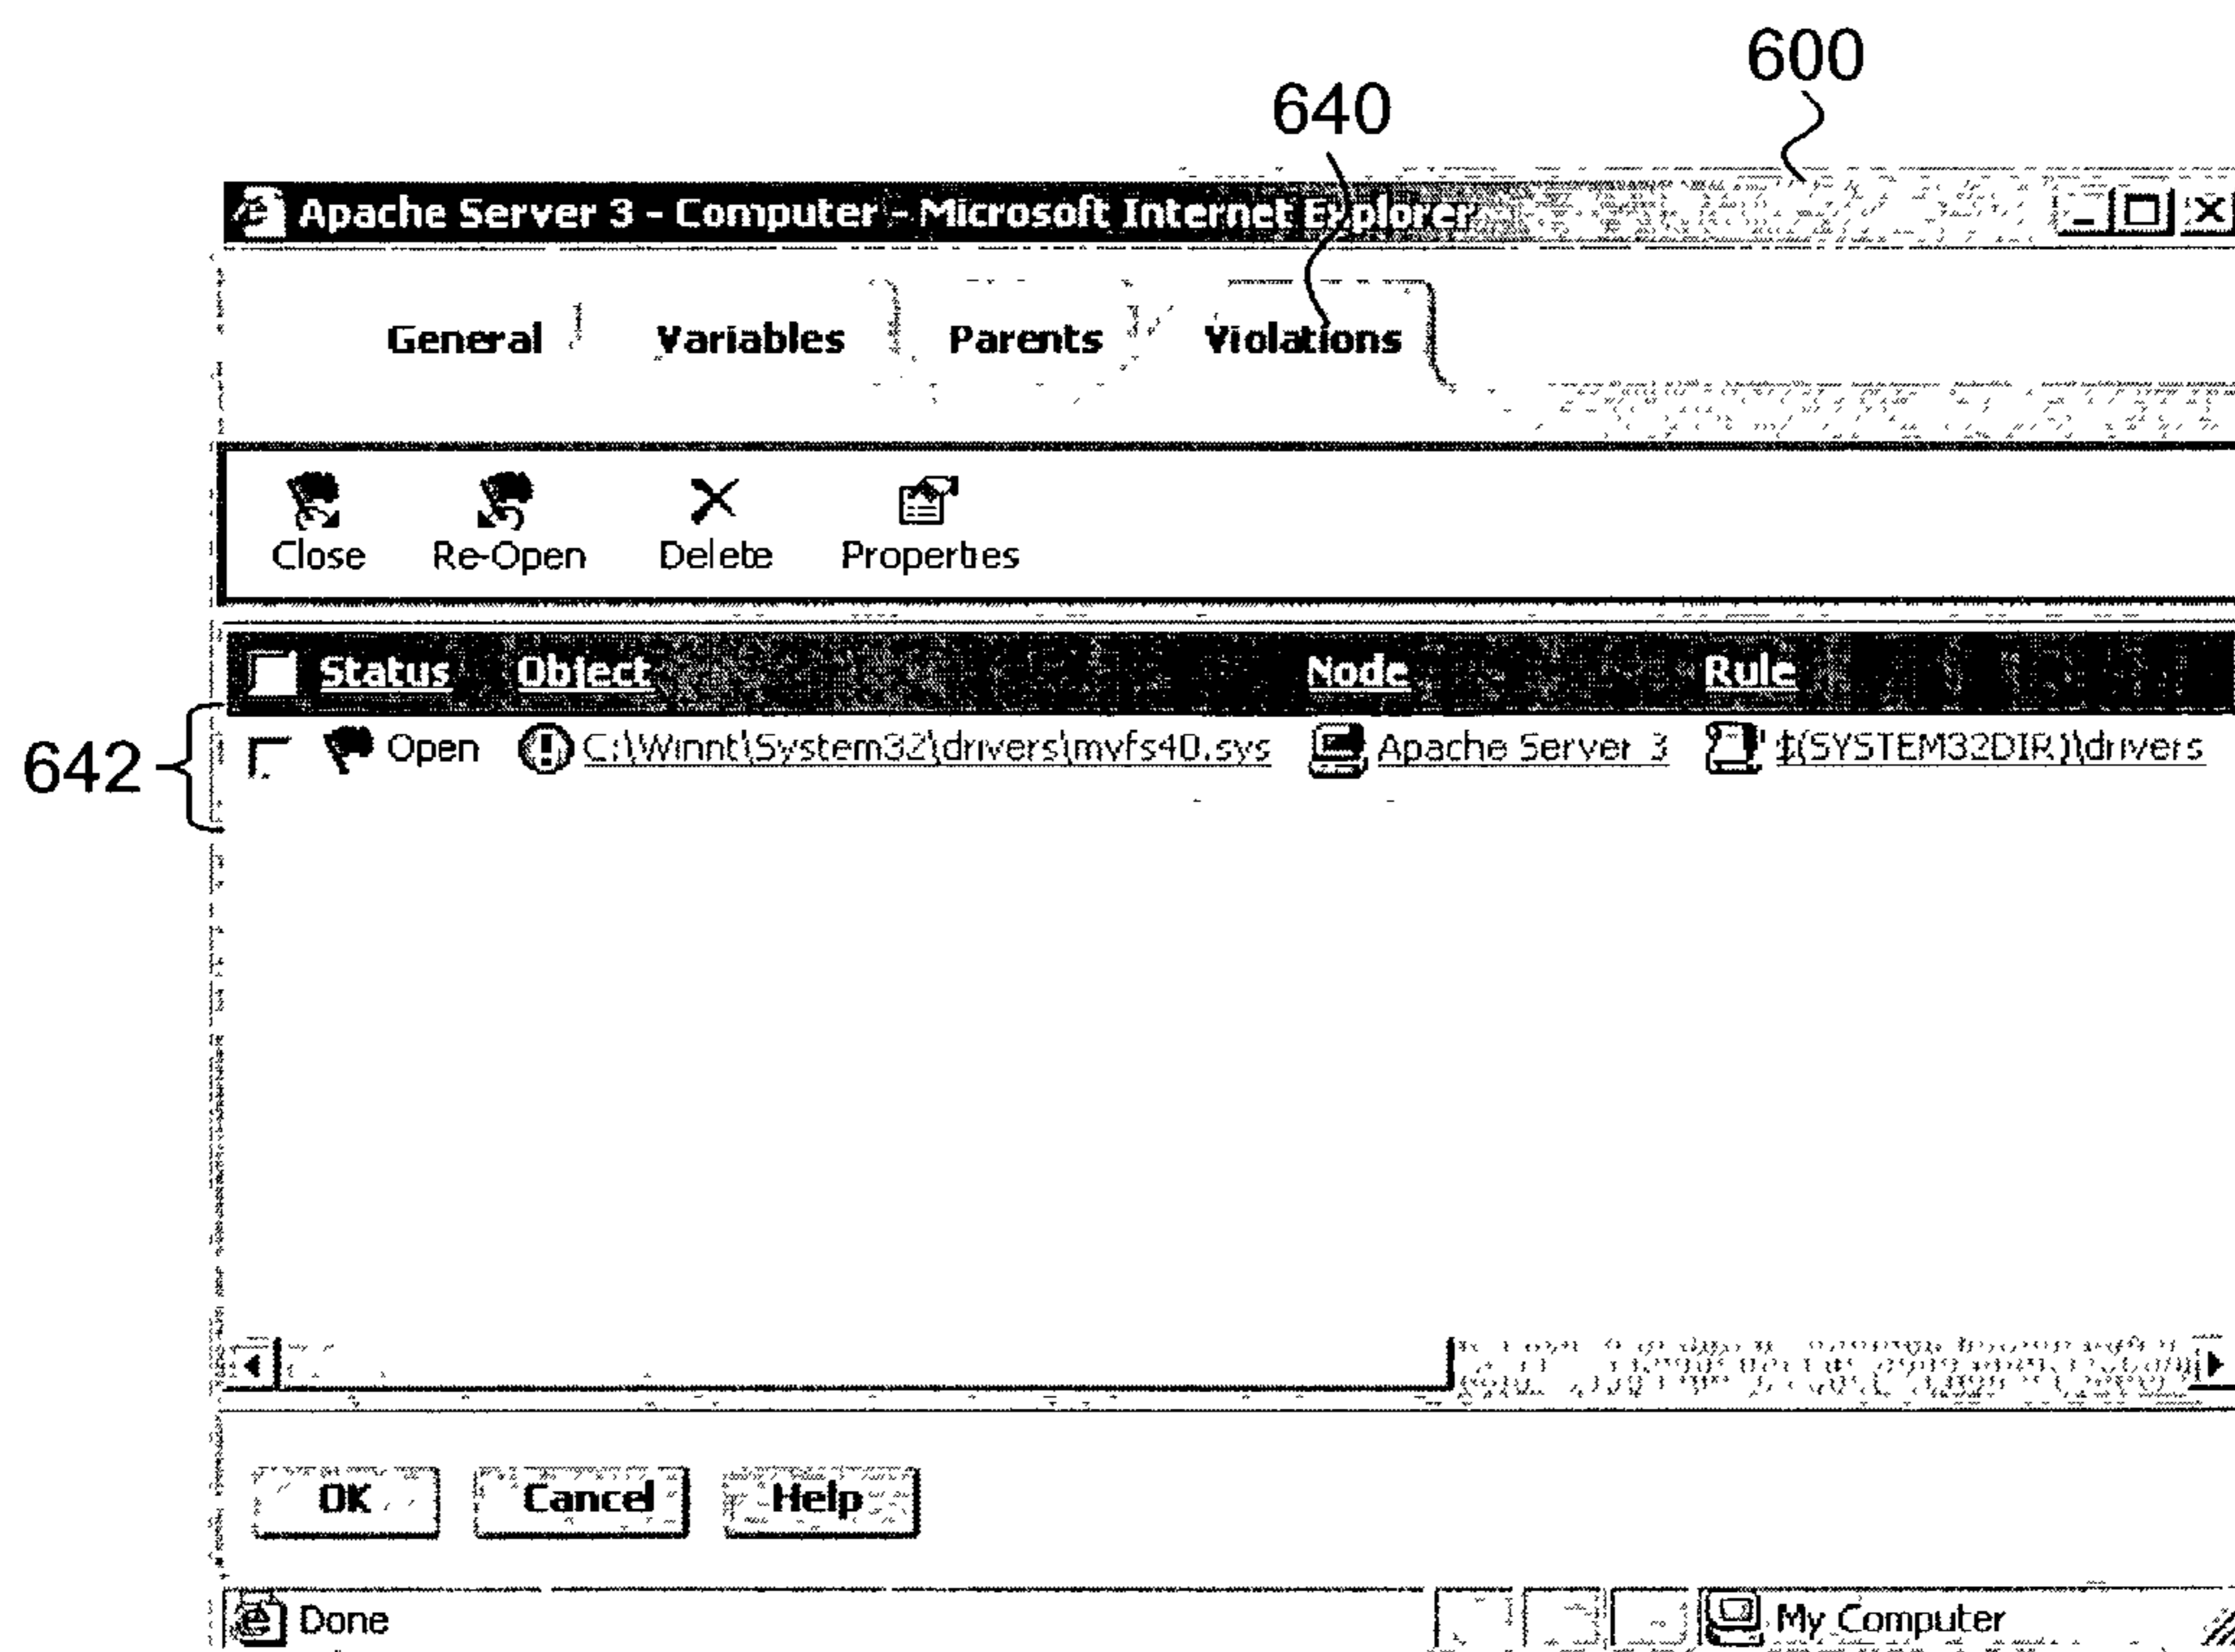 600
640
Apache Server 3 - Computer - Microsoft Internet Explorer
General Variables Parents Violations
Close Re-Open Delete Properties
Status Object Node Rule
642
Open C:\Winnt\System32\drivers\mvfs40.sys Apache Server 3 $(SYSTEM32DIR)\drivers
OK Cancel Help
Done My Computer